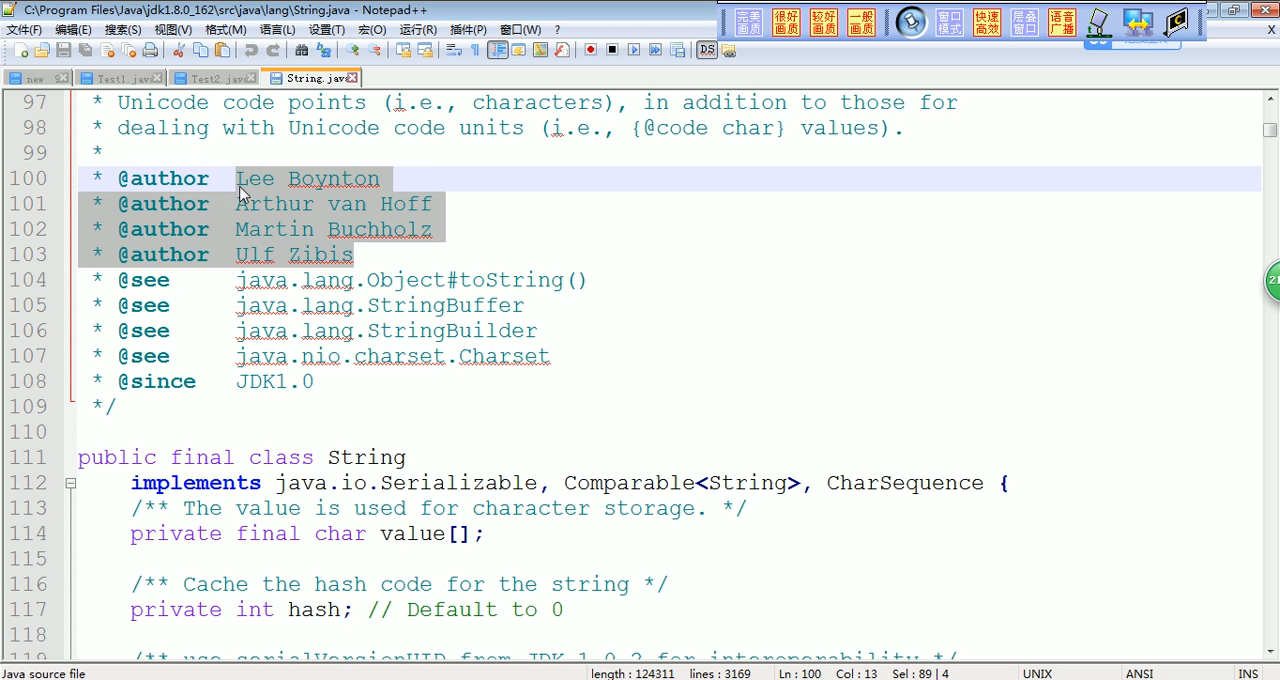 C:\Program Files\Java\jdk1.8.0_162\src\java\lang\String.java - Notepad++
完美画质 很好画质 较好画质 一般画质 窗口模式 快速高效 层叠窗口 语音广播
文件(F) 编辑(E) 搜索(S) 视图(V) 格式(M) 语言(L) 设置(T) 宏(O) 运行(R) 插件(P) 窗口(W) ? X
new Test1.java Test2.java String.java
97 * Unicode code points (i.e., characters), in addition to those for
98 * dealing with Unicode code units (i.e., {@code char} values).
99 *
100 * @author Lee Boynton
101 * @author Arthur van Hoff
102 * @author Martin Buchholz
103 * @author Ulf Zibis
104 * @see java.lang.Object#toString()
105 * @see java.lang.StringBuffer
106 * @see java.lang.StringBuilder
107 * @see java.nio.charset.Charset
108 * @since JDK1.0
109 */
110
111 public final class String
112 implements java.io.Serializable, Comparable<String>, CharSequence {
113 /** The value is used for character storage. */
114 private final char value[];
115
116 /** Cache the hash code for the string */
117 private int hash; // Default to 0
118
119 /** use serialVersionUID from JDK 1.0.2 for interoperability */
Java source file length : 124311 lines : 3169 Ln : 100 Col : 13 Sel : 89 | 4 UNIX ANSI INS